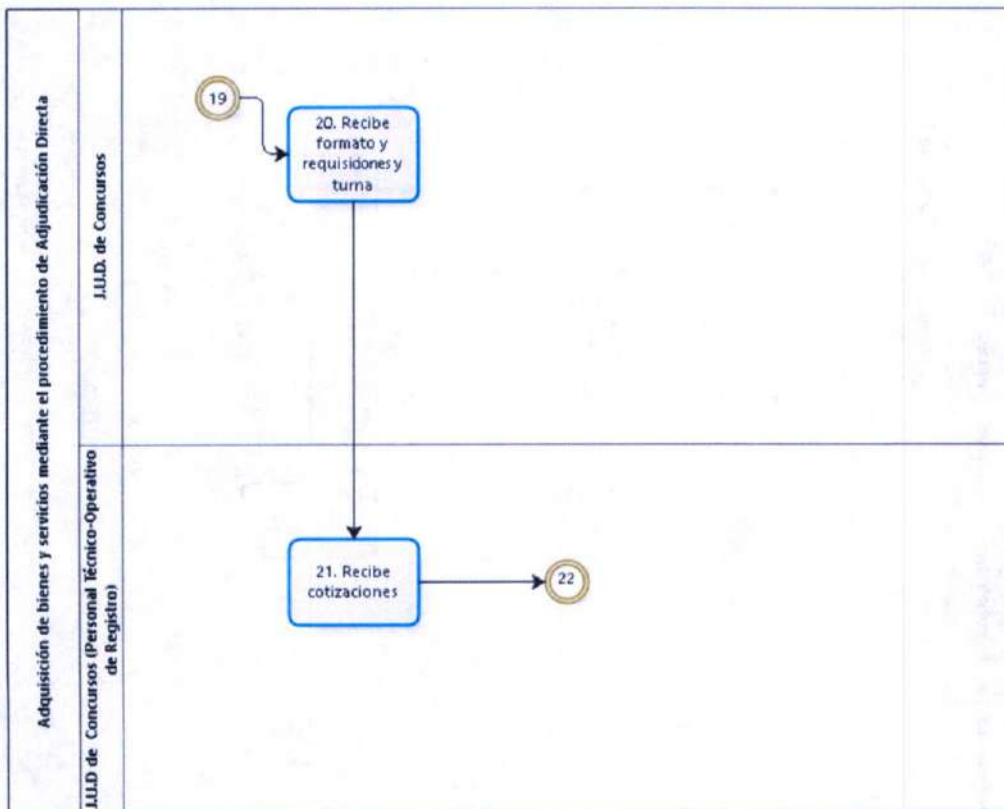 Adquisición de bienes y servicios mediante el procedimiento de Adjudicación Directa
J.U.D. de Concursos
19
20. Recibe
formato y
requisiciones y
turna
J.U.D de Concursos (Personal Técnico-Operativo
de Registro)
21. Recibe
cotizaciones
22